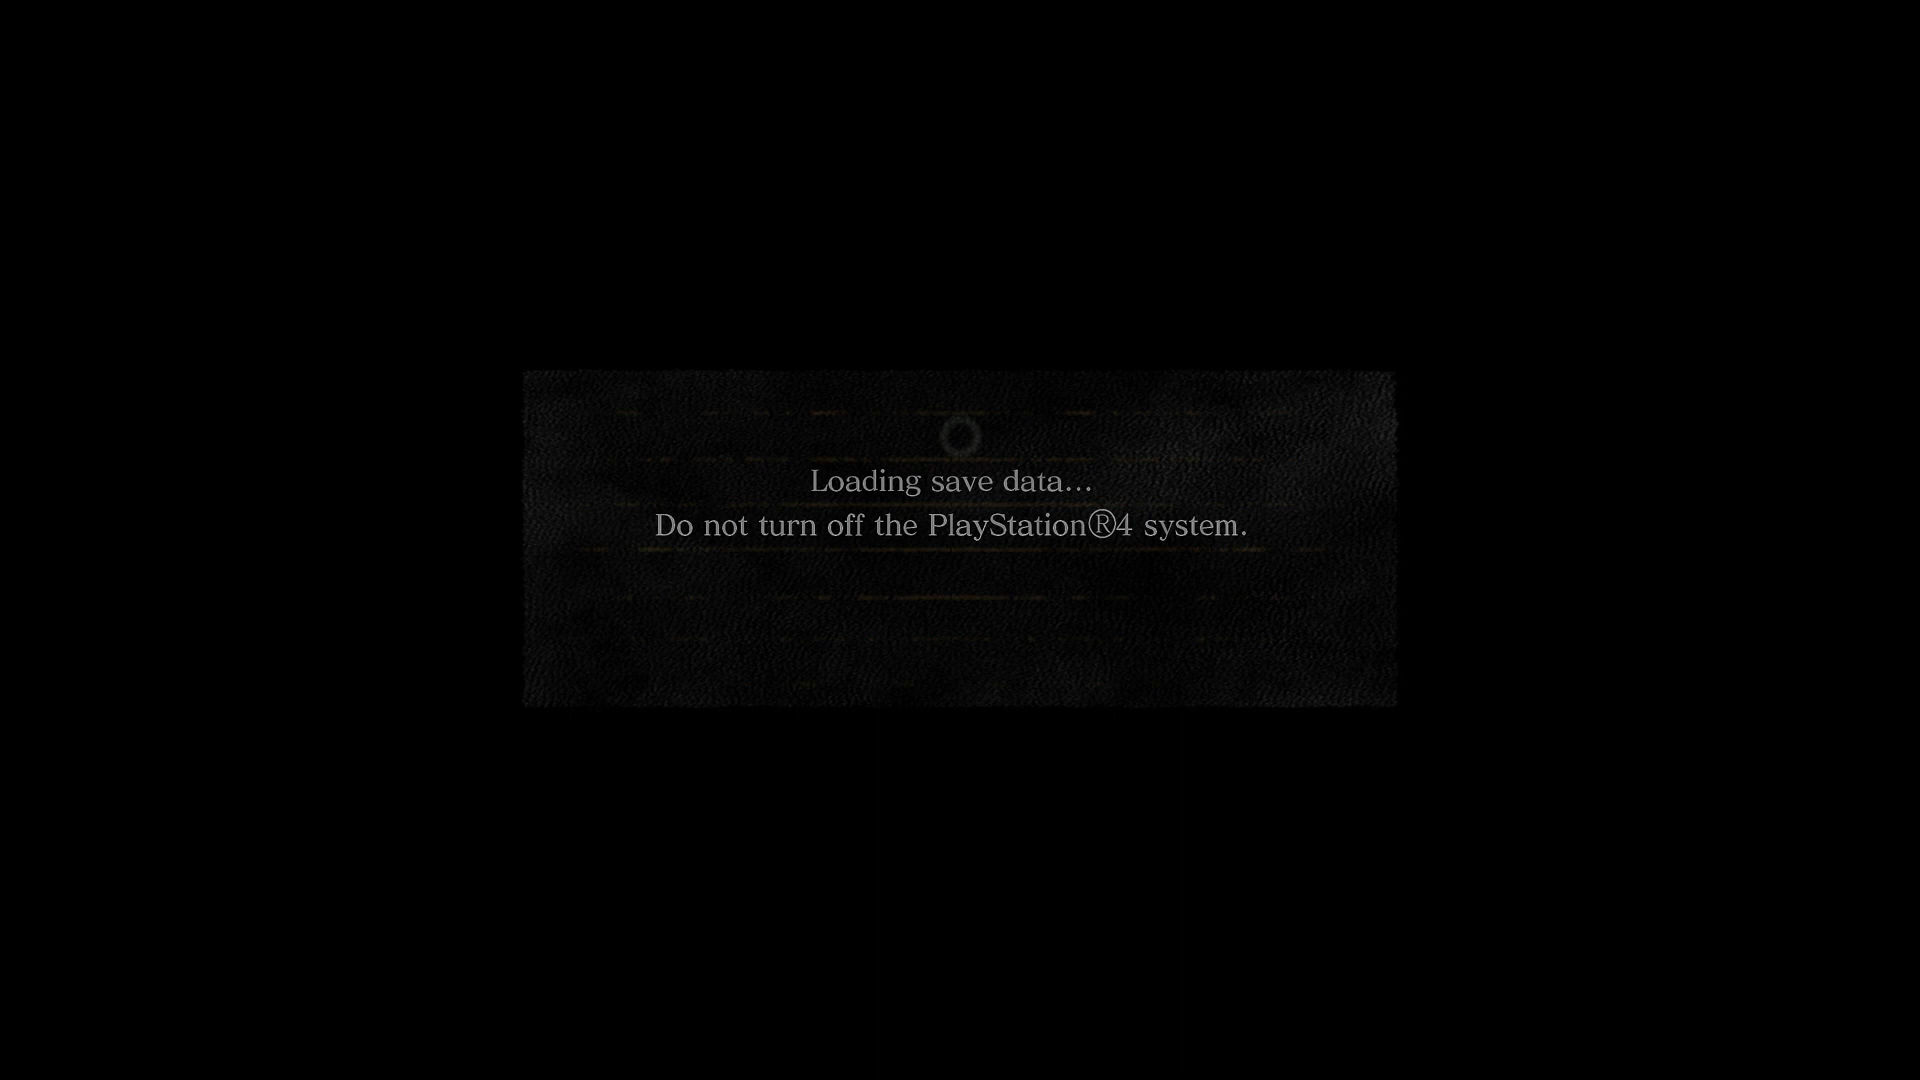 Loading save data...
Do not turn off the PlayStation®4 system.